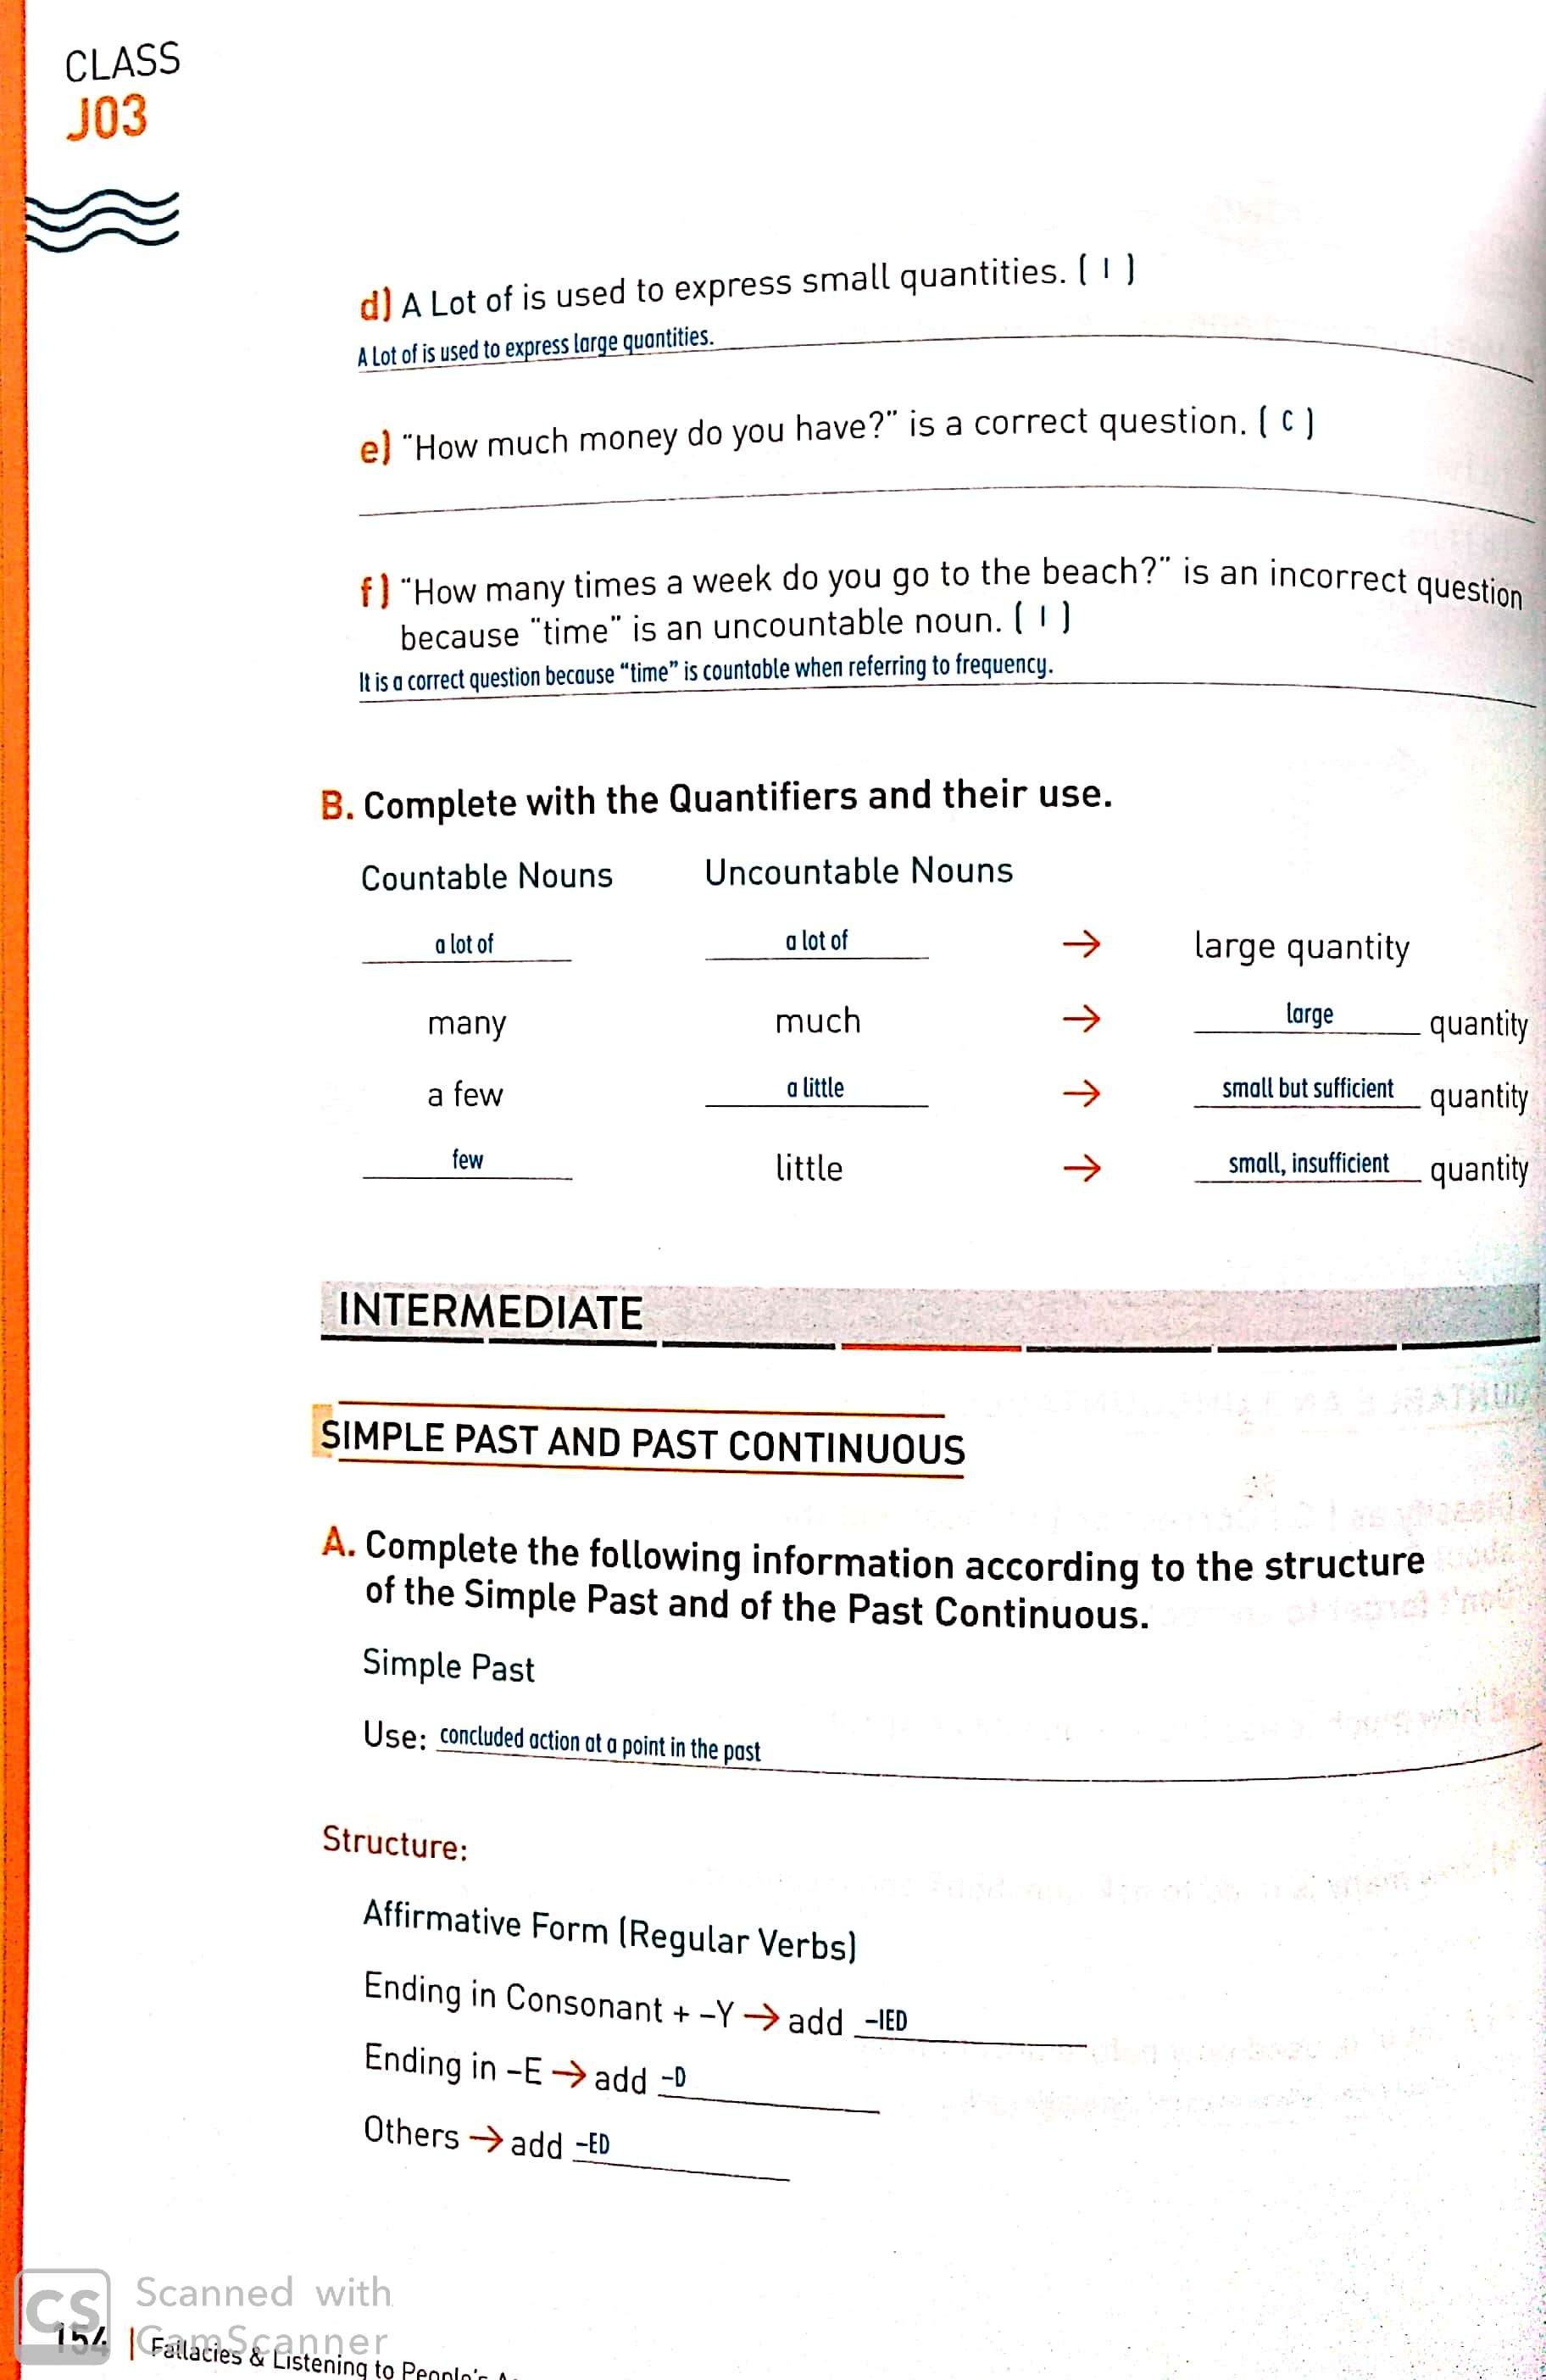 CLASS
J03
d) A Lot of is used to express small quantities. ( I )
A Lot of is used to express large quantities.
e) "How much money do you have?" is a correct question. ( C )
f) "How many times a week do you go to the beach?" is an incorrect question
because "time" is an uncountable noun. ( I )
It is a correct question because "time" is countable when referring to frequency.
B. Complete with the Quantifiers and their use.
Countable Nouns Uncountable Nouns
a lot of a lot of → large quantity
many much → large quantity
a few a little → small but sufficient quantity
few little → small, insufficient quantity
INTERMEDIATE
SIMPLE PAST AND PAST CONTINUOUS
A. Complete the following information according to the structure
of the Simple Past and of the Past Continuous.
Simple Past
Use: concluded action at a point in the past
Structure:
Affirmative Form (Regular Verbs)
Ending in Consonant + –Y → add –IED
Ending in –E → add –D
Others → add –ED
CS Scanned with
CamScanner
154 | Fallacies & Listening to People's